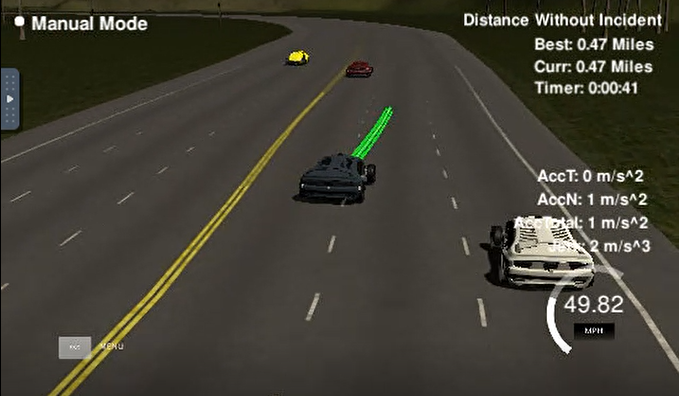 Manual Mode
Distance Without Incident
Best: 0.47 Miles
Curr: 0.47 Miles
Timer: 0:00:41
AccT: 0 m/s^2
AccN: 1 m/s^2
AccTotal: 1 m/s^2
Jerk: 2 m/s^3
49.82
MPH
MENU